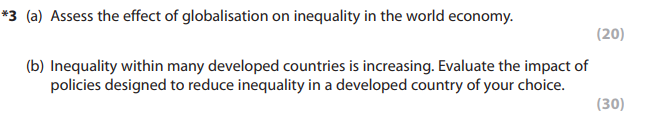 *3 (a) Assess the effect of globalisation on inequality in the world economy.
(20)
(b) Inequality within many developed countries is increasing. Evaluate the impact of
policies designed to reduce inequality in a developed country of your choice.
(30)